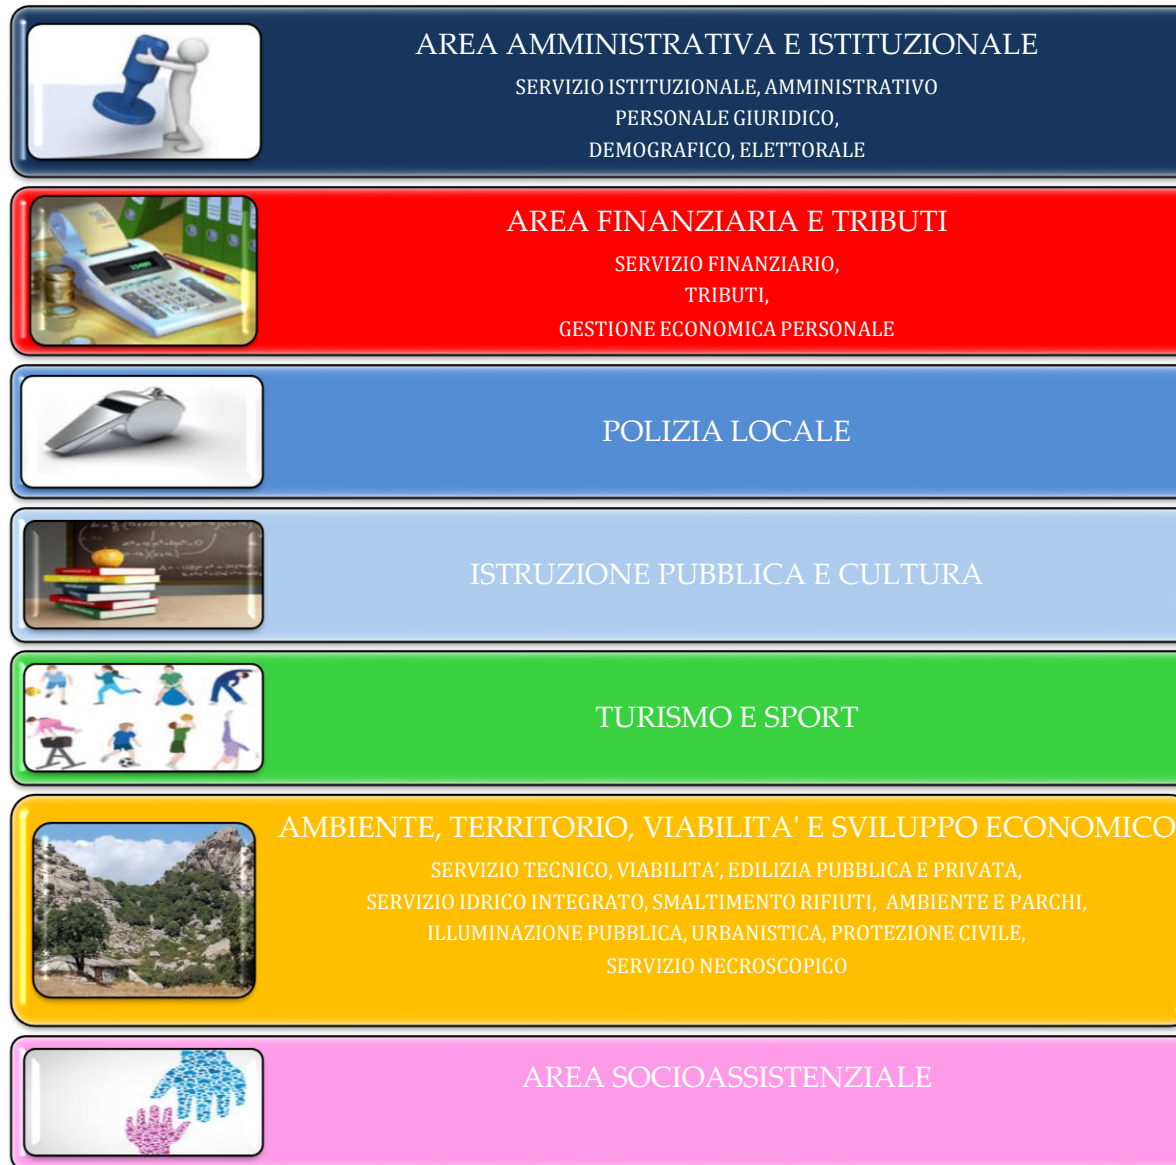 AREA AMMINISTRATIVA E ISTITUZIONALE
SERVIZIO ISTITUZIONALE, AMMINISTRATIVO
PERSONALE GIURIDICO,
DEMOGRAFICO, ELETTORALE
AREA FINANZIARIA E TRIBUTI
SERVIZIO FINANZIARIO,
TRIBUTI,
GESTIONE ECONOMICA PERSONALE
POLIZIA LOCALE
ISTRUZIONE PUBBLICA E CULTURA
TURISMO E SPORT
AMBIENTE, TERRITORIO, VIABILITA' E SVILUPPO ECONOMICO
SERVIZIO TECNICO, VIABILITA’, EDILIZIA PUBBLICA E PRIVATA,
SERVIZIO IDRICO INTEGRATO, SMALTIMENTO RIFIUTI, AMBIENTE E PARCHI,
ILLUMINAZIONE PUBBLICA, URBANISTICA, PROTEZIONE CIVILE,
SERVIZIO NECROSCOPICO
AREA SOCIOASSISTENZIALE